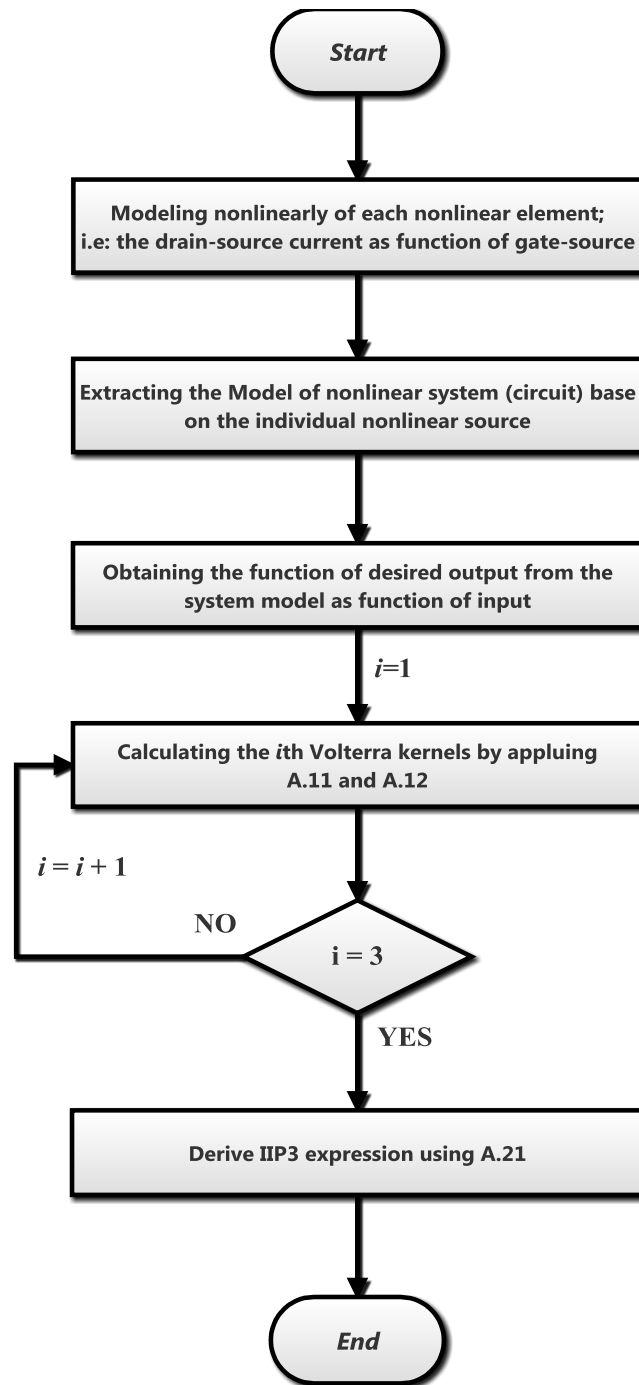 Start
Modeling nonlinearly of each nonlinear element;
i.e: the drain-source current as function of gate-source
Extracting the Model of nonlinear system (circuit) base
on the individual nonlinear source
Obtaining the function of desired output from the
system model as function of input
i=1
Calculating the ith Volterra kernels by appluing
A.11 and A.12
i = i + 1
NO
i = 3
YES
Derive IIP3 expression using A.21
End